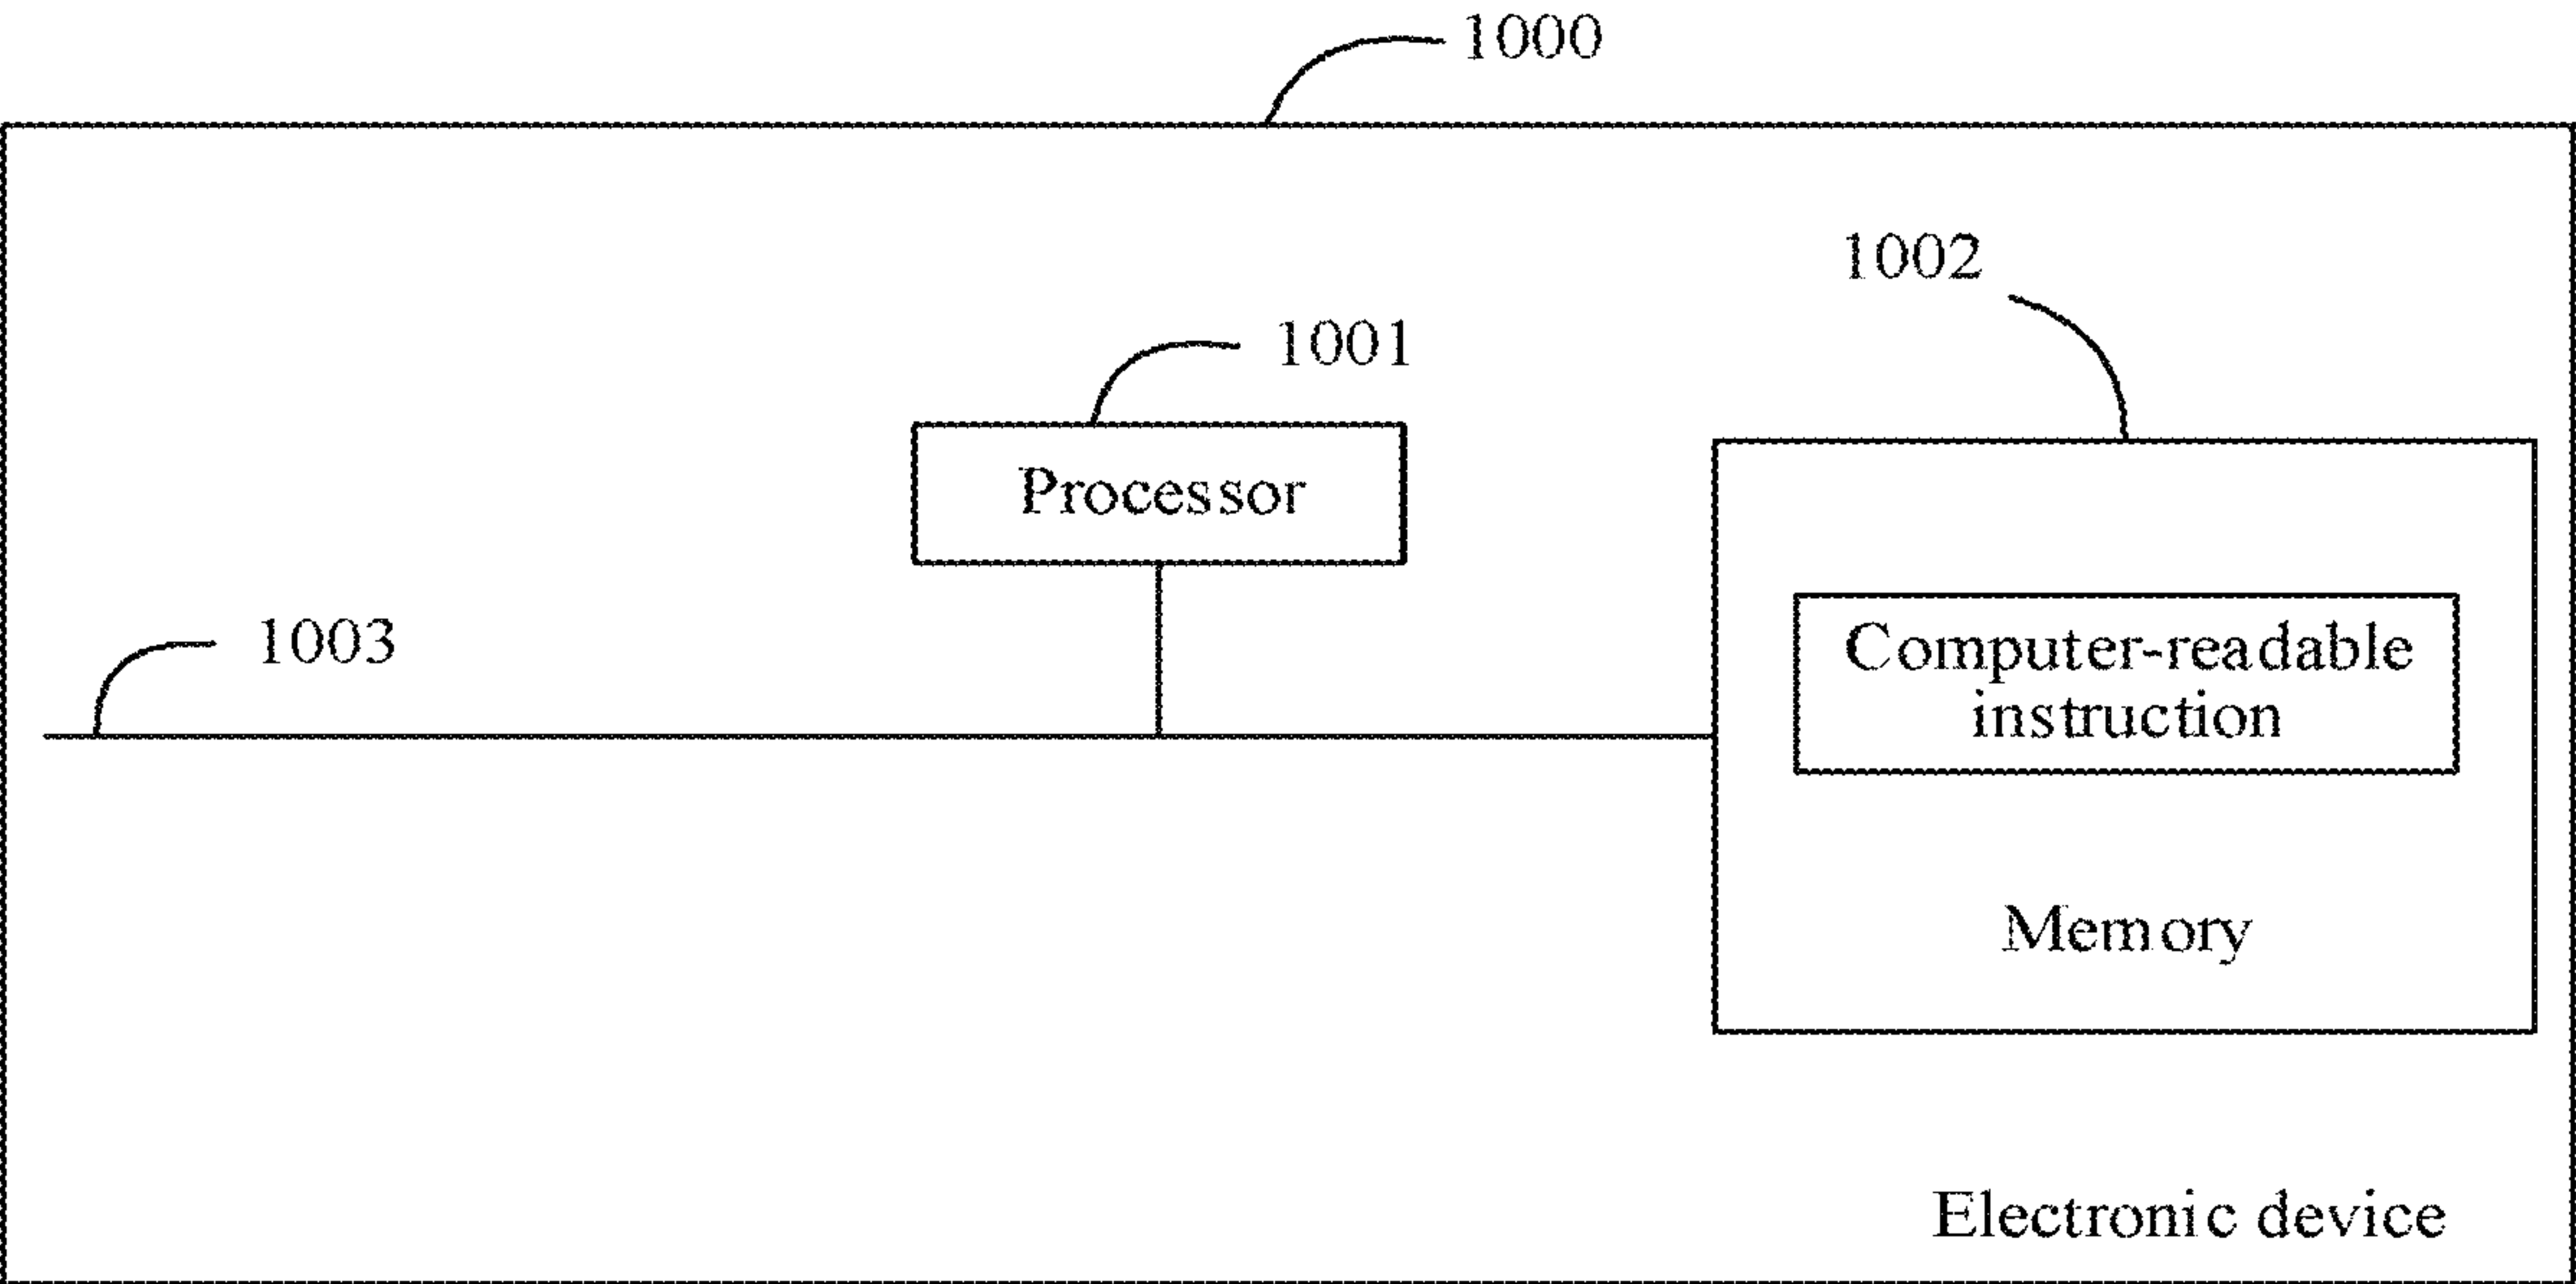 1000
1002
1001
Processor
1003
Computer-readable
instruction
Memory
Electronic device